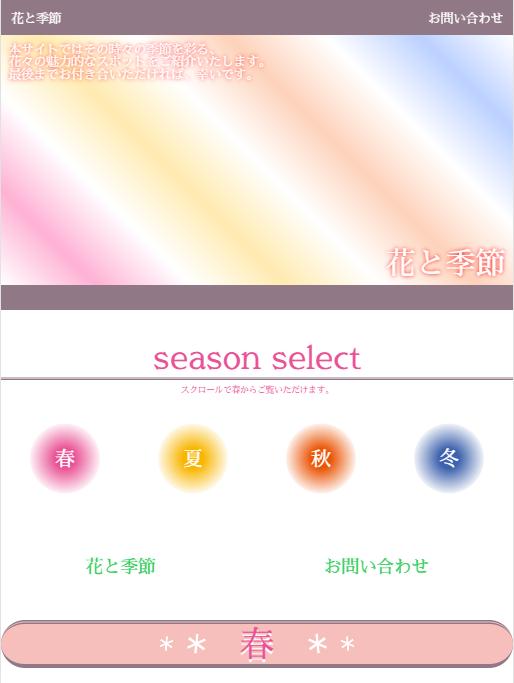 花と季節
お問い合わせ
本サイトではその時々の季節を彩る、
花々の魅力的なスポットをご紹介いたします。
最後までお付き合いただければ、幸いです。
花と季節
season select
スクロールで春からご覧いただけます。
春
夏
秋
冬
花と季節
お問い合わせ
＊＊ 春 ＊＊